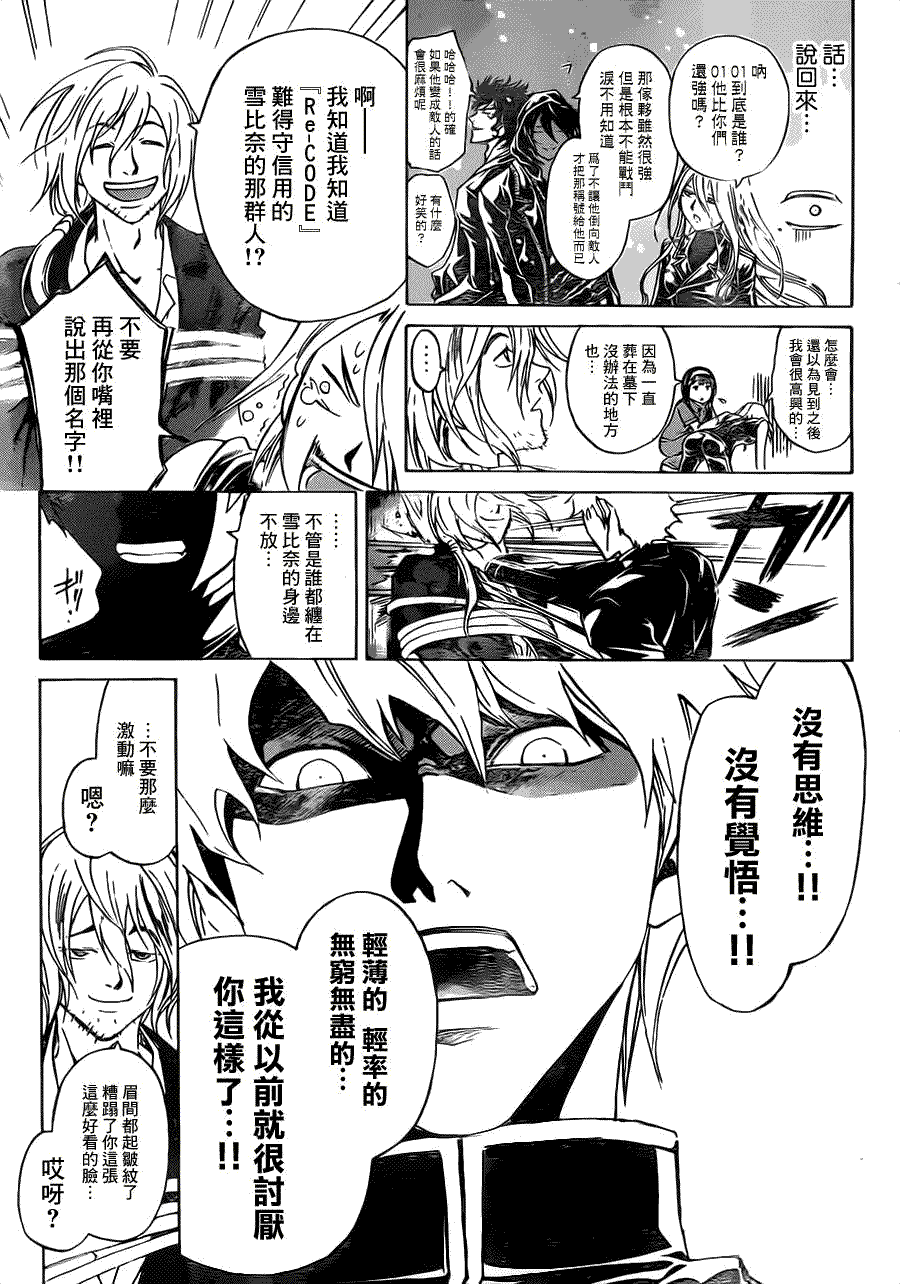 話…
說回來…
吶
01到底是誰？
01他比你們
還強嗎？
那傢夥雖然很強
但是根本不能戰鬥
淚不用知道
為了不讓他倒向敵人
才把那稱號給他而已
哈哈哈！！的確
如果他變成敵人的話
會很麻煩呢
有什麼
好笑的？
啊——
我知道我知道
『Re-CODE』
難得守信用的
雪比奈的那群人!?
不要
再從你嘴裡
說出那個名字!!
怎麼會…
還以為見到之後
我會很高興的…
因為一直
葬在墓下
沒辦法的地方
也…
…
……
不管是誰都纏在
雪比奈的身邊
不放…
ギッ
沒有思維…!!
沒有覺悟…!!
輕薄的 輕率的
無窮無盡的…
我從以前就很討厭
你這樣了…!!
…不要那麼
激動嘛
嗯？
眉間都起皺紋了
糟蹋了你這張
這麼好看的臉…
哎呀？